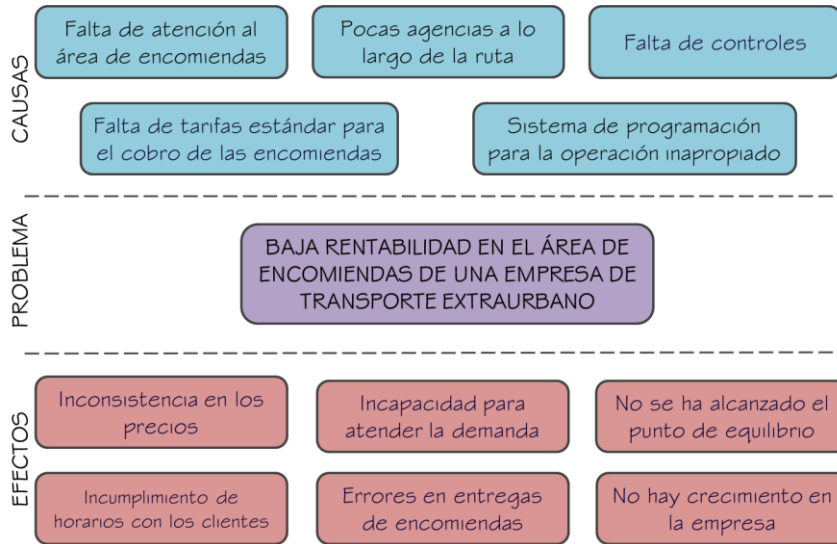 CAUSAS
Falta de atención al
área de encomiendas
Pocas agencias a lo
largo de la ruta
Falta de controles
Falta de tarifas estándar para
el cobro de las encomiendas
Sistema de programación
para la operación inapropiado
PROBLEMA
BAJA RENTABILIDAD EN EL ÁREA DE
ENCOMIENDAS DE UNA EMPRESA DE
TRANSPORTE EXTRAURBANO
EFECTOS
Inconsistencia en los
precios
Incapacidad para
atender la demanda
No se ha alcanzado el
punto de equilibrio
Incumplimiento de
horarios con los clientes
Errores en entregas
de encomiendas
No hay crecimiento en
la empresa